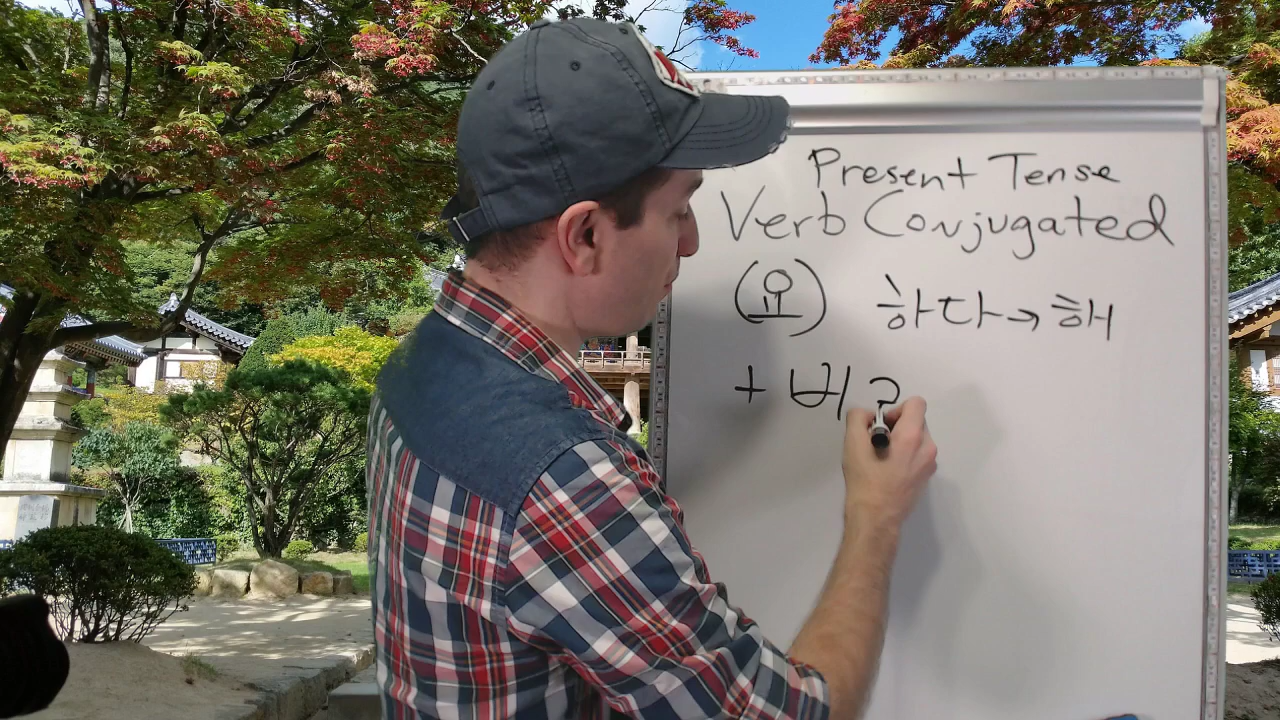 Present Tense
Verb Conjugated
(요) 하다→해
+ 버